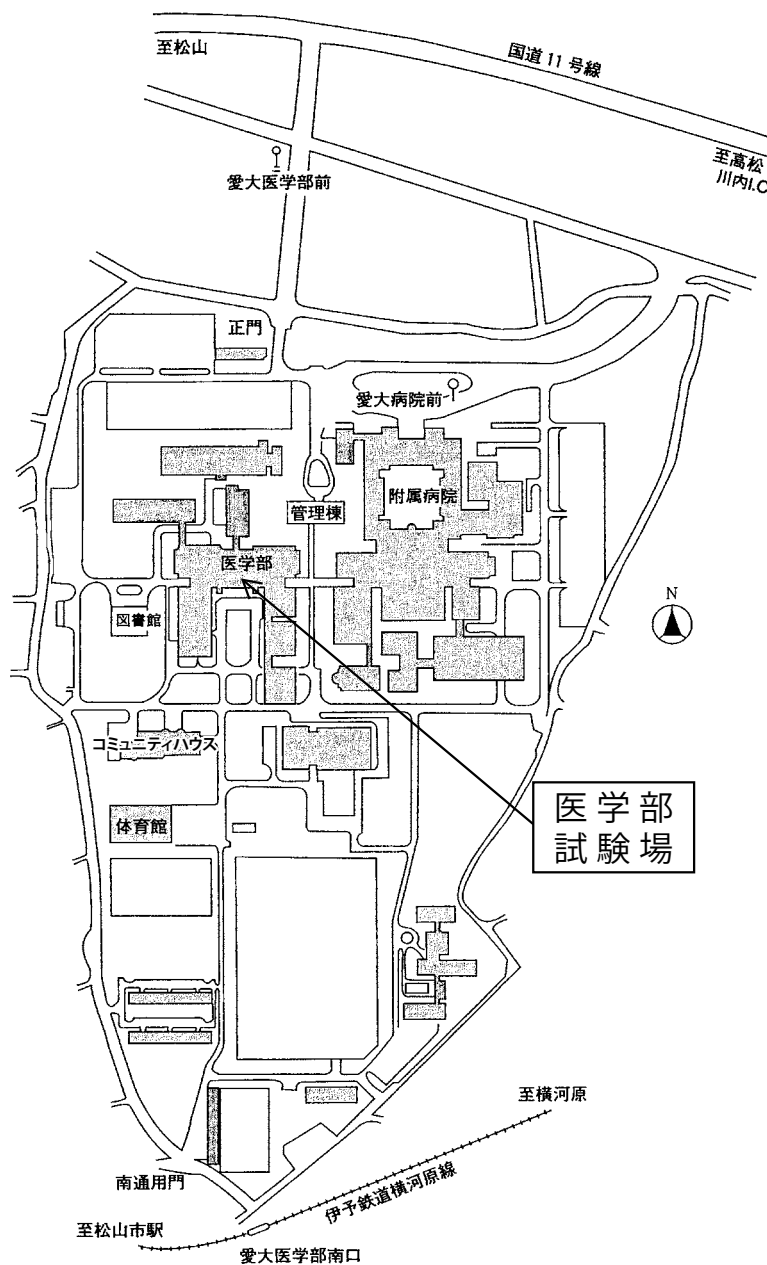 国道 11 号線
至松山
至高松
川内I.C
愛大医学部前
正門
愛大病院前
附属病院
管理棟
医学部
N
図書館
コミュニティハウス
医学部
試験場
体育館
至横河原
南通用門
伊予鉄道横河原線
至松山市駅
愛大医学部南口